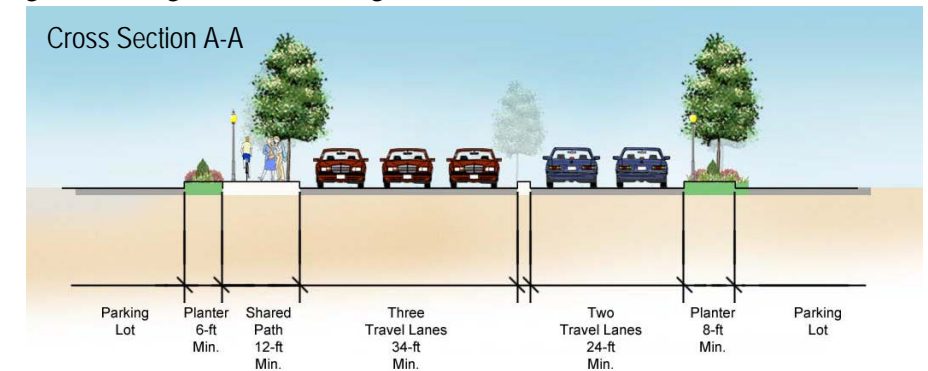 Cross Section A-A
Parking
Lot
Planter
6-ft
Min.
Shared
Path
12-ft
Min.
Three
Travel Lanes
34-ft
Min.
Two
Travel Lanes
24-ft
Min.
Planter
8-ft
Min.
Parking
Lot